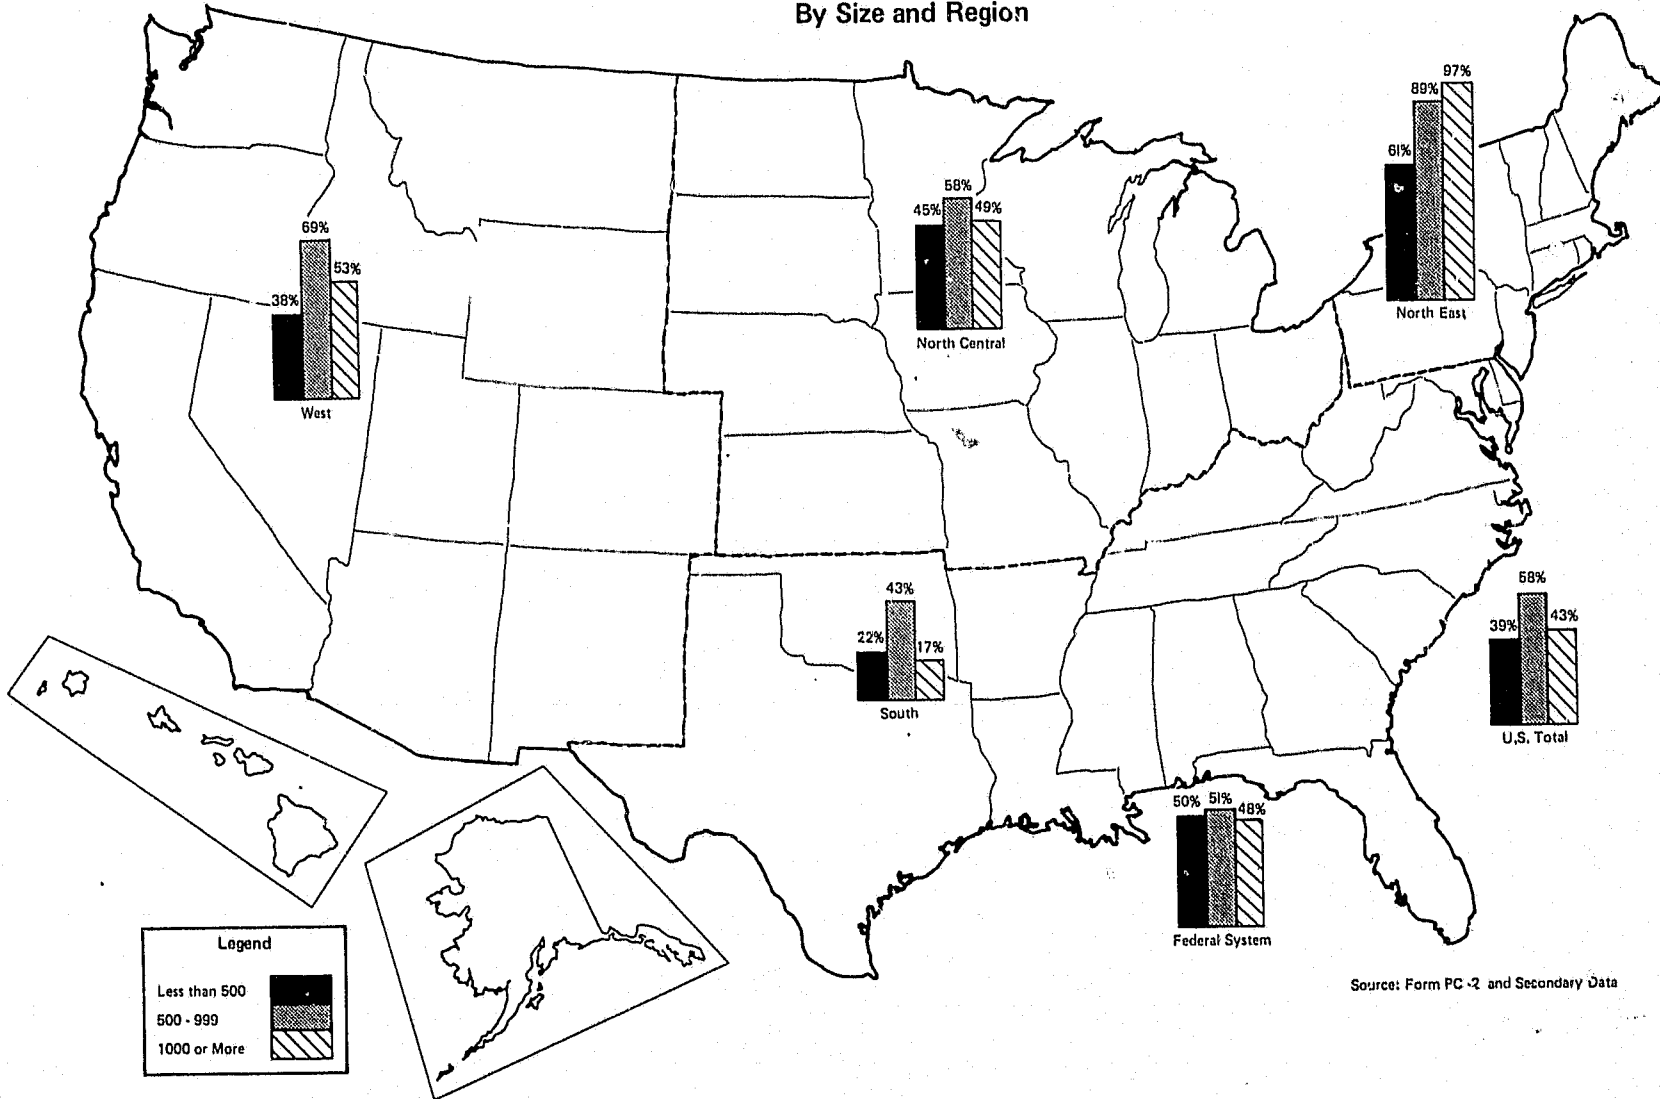 By Size and Region
97%
89%
61%
North East
58%
45%
49%
North Central
69%
53%
38%
West
43%
22%
17%
South
58%
39%
43%
U.S. Total
50%
51%
48%
Federal System
Legend
Less than 500
500 - 999
1000 or More
Source: Form PC-2 and Secondary Data